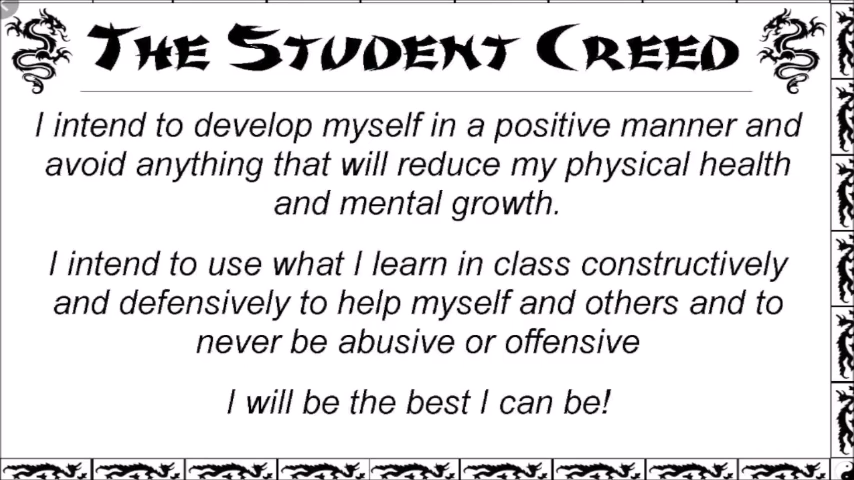 THE STUDENT CREED
I intend to develop myself in a positive manner and
avoid anything that will reduce my physical health
and mental growth.
I intend to use what I learn in class constructively
and defensively to help myself and others and to
never be abusive or offensive
I will be the best I can be!